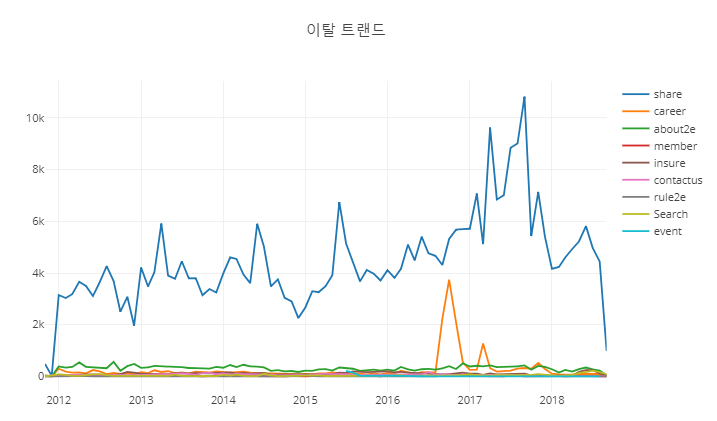 이탈 트랜드
10k
8k
6k
4k
2k
0
2012 2013 2014 2015 2016 2017 2018
share
career
about2e
member
insure
contactus
rule2e
Search
event